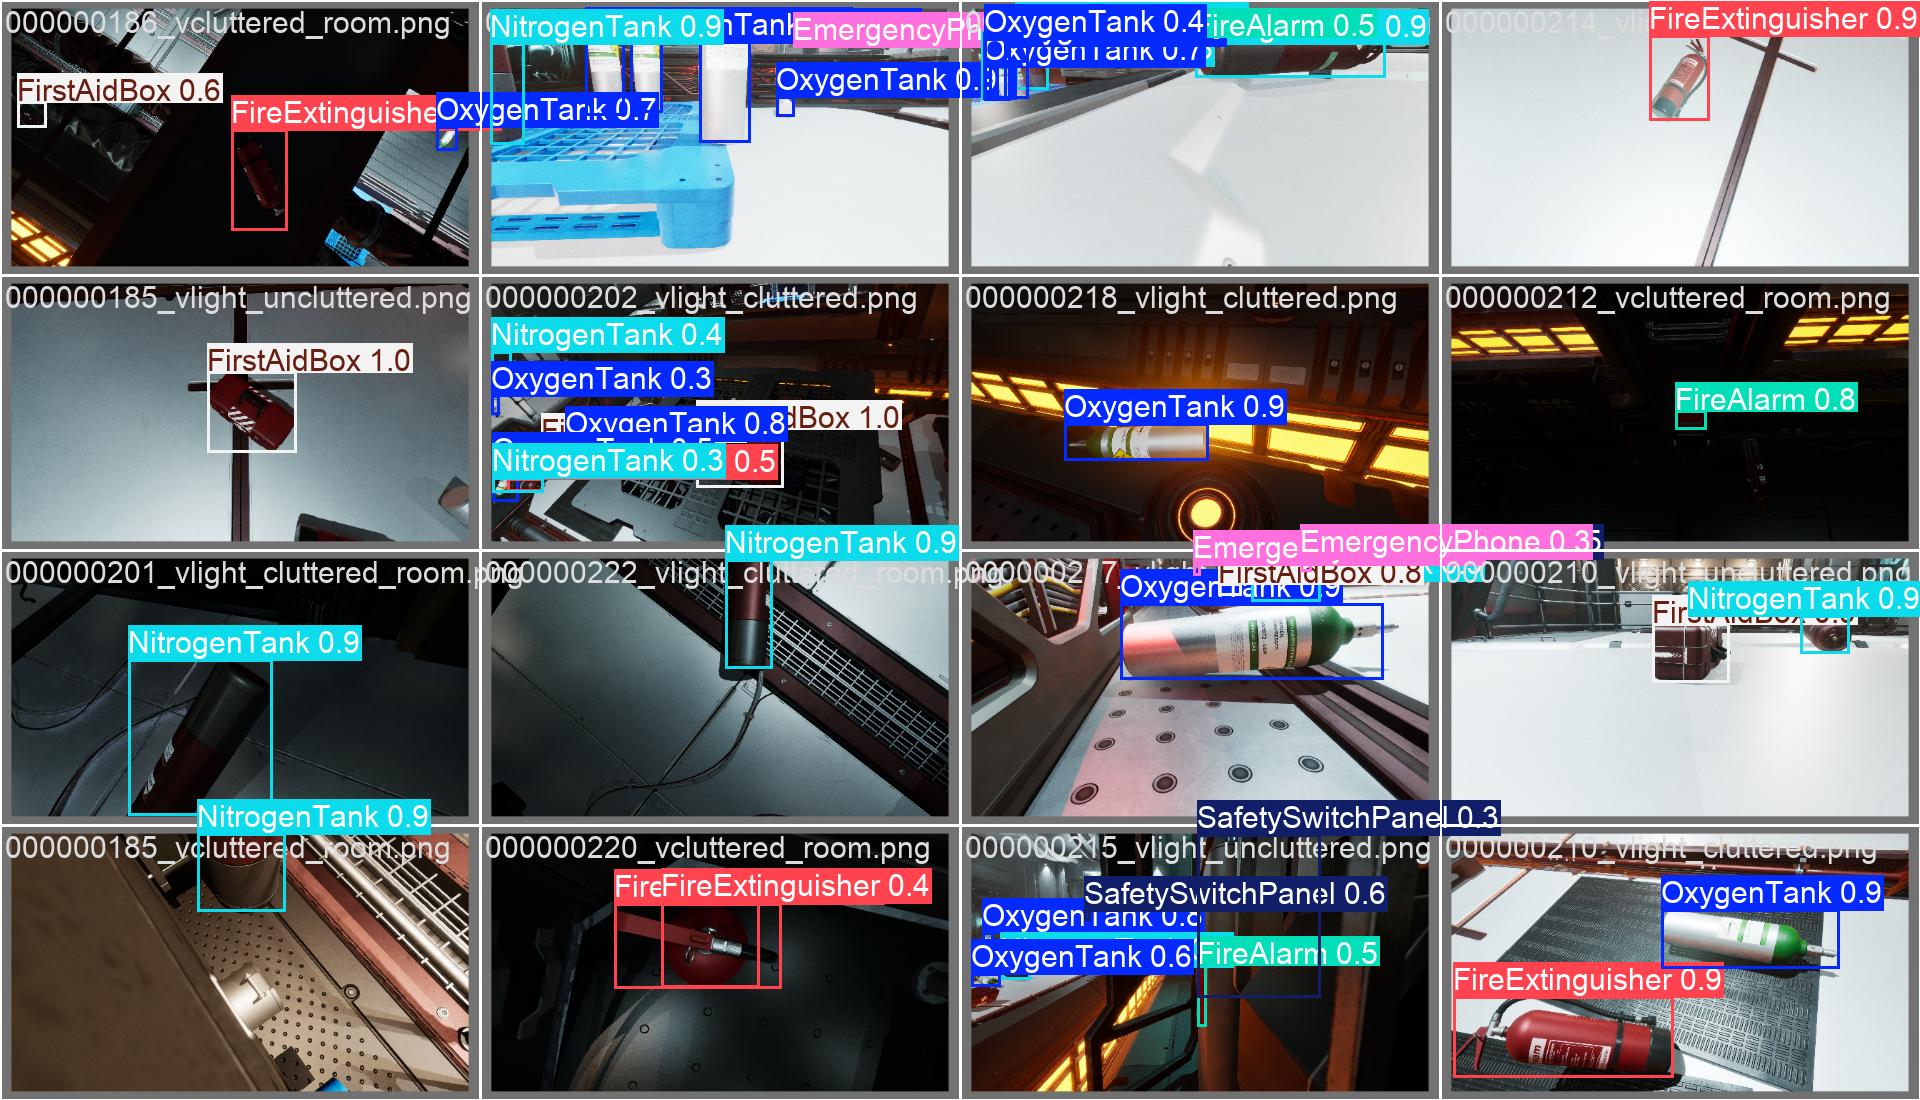 000000186_vcluttered_room.png
FirstAidBox 0.6
FireExtinguishe
OxygenTank 0.7
NitrogenTank 0.9
nTank
EmergencyPh
OxygenTank 0.9
OxygenTank 0.4
FireAlarm 0.5
0.9
OxygenTank 0.7
000000214_vli
FireExtinguisher 0.9
000000185_vlight_uncluttered.png
FirstAidBox 1.0
000000202_vlight_cluttered.png
NitrogenTank 0.4
OxygenTank 0.3
Fi
OxygenTank 0.8
dBox 1.0
NitrogenTank 0.3
0.5
000000218_vlight_cluttered.png
OxygenTank 0.9
000000212_vcluttered_room.png
FireAlarm 0.8
000000201_vlight_cluttered_room.png
NitrogenTank 0.9
000000222_vlight_cluttered_room.png
NitrogenTank 0.9
Emerge
EmergencyPhone 0.3
FirstAidBox 0.8
OxygenTank 0.9
000000210_vlight_uncluttered.png
NitrogenTank 0.9
000000185_vcluttered_room.png
NitrogenTank 0.9
000000220_vcluttered_room.png
Fire
FireExtinguisher 0.4
000000215_vlight_uncluttered.png
SafetySwitchPanel 0.3
SafetySwitchPanel 0.6
OxygenTank 0.8
OxygenTank 0.6
FireAlarm 0.5
000000210_vlight_cluttered.png
OxygenTank 0.9
FireExtinguisher 0.9